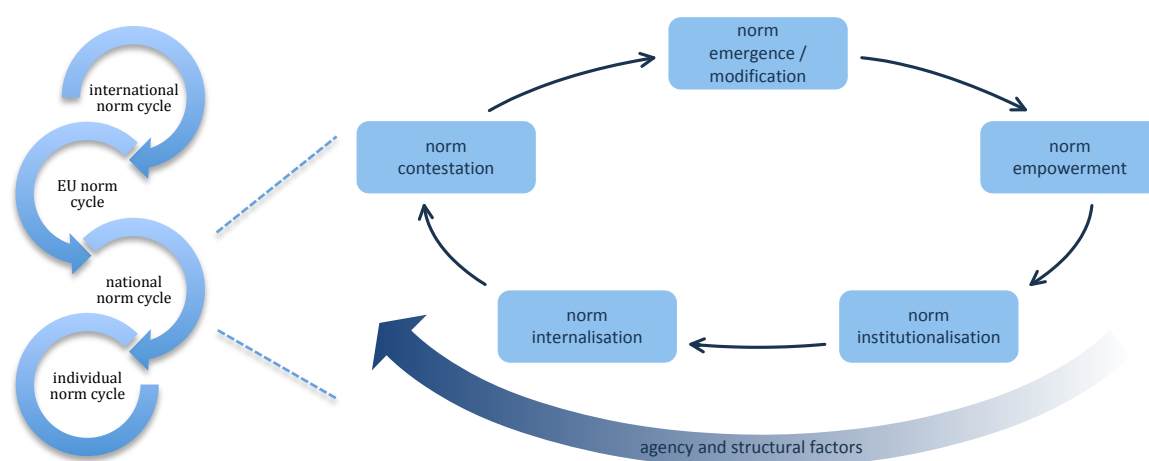 international
norm cycle
EU norm
cycle
national
norm cycle
individual
norm cycle
norm
emergence /
modification
norm
contestation
norm
empowerment
norm
internalisation
norm
institutionalisation
agency and structural factors